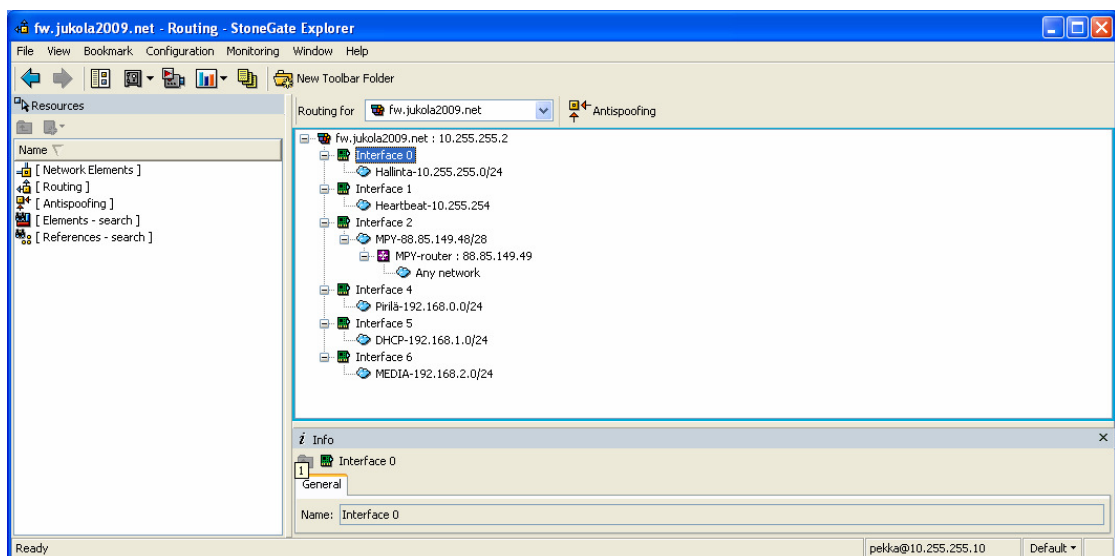 fw.jukola2009.net - Routing - StoneGate Explorer
File View Bookmark Configuration Monitoring Window Help
New Toolbar Folder
Resources
Name
[ Network Elements ]
[ Routing ]
[ Antispoofing ]
[ Elements - search ]
[ References - search ]
Routing for fw.jukola2009.net Antispoofing
fw.jukola2009.net : 10.255.255.2
Interface 0
Hallinta-10.255.255.0/24
Interface 1
Heartbeat-10.255.254
Interface 2
MPY-88.85.149.48/28
MPY-router : 88.85.149.49
Any network
Interface 4
Pirilä-192.168.0.0/24
Interface 5
DHCP-192.168.1.0/24
Interface 6
MEDIA-192.168.2.0/24
i Info
Interface 0
1
General
Name: Interface 0
Ready pekka@10.255.255.10 Default